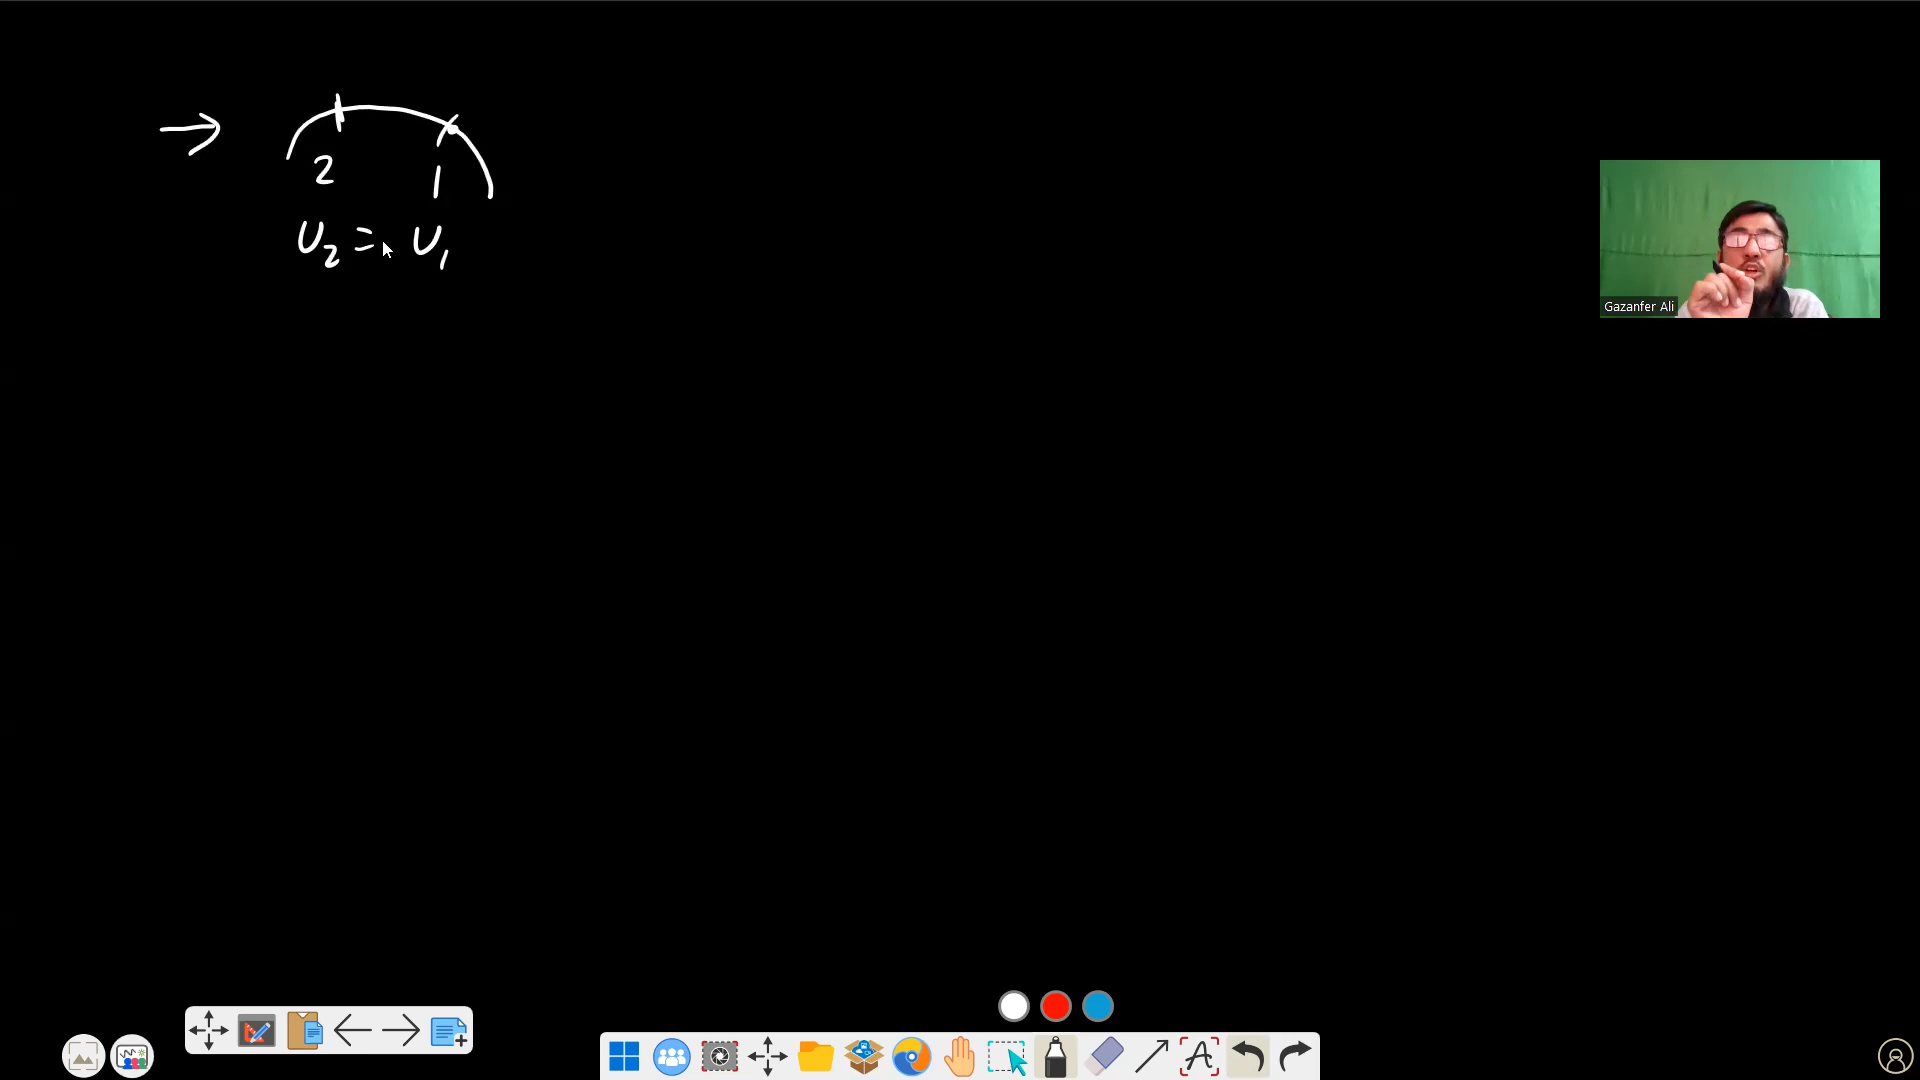 →
2 1
U₂ = U₁
Gazanfer Ali